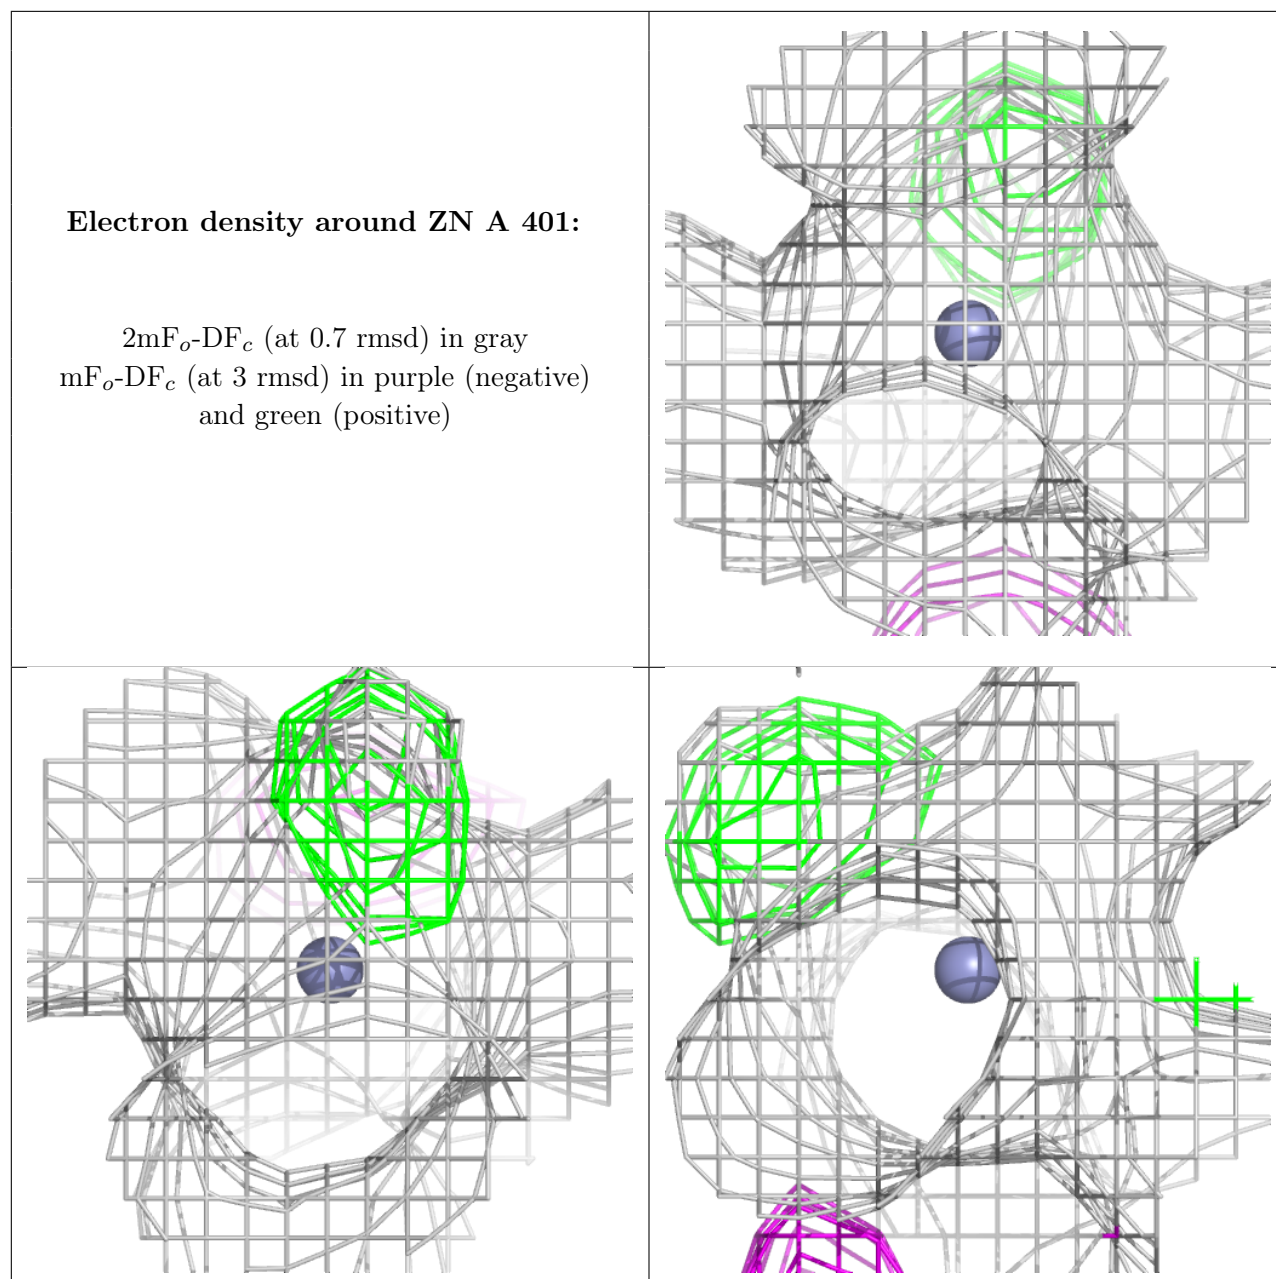 Electron density around ZN A 401:
2mFo-DFc (at 0.7 rmsd) in gray
mFo-DFc (at 3 rmsd) in purple (negative)
and green (positive)